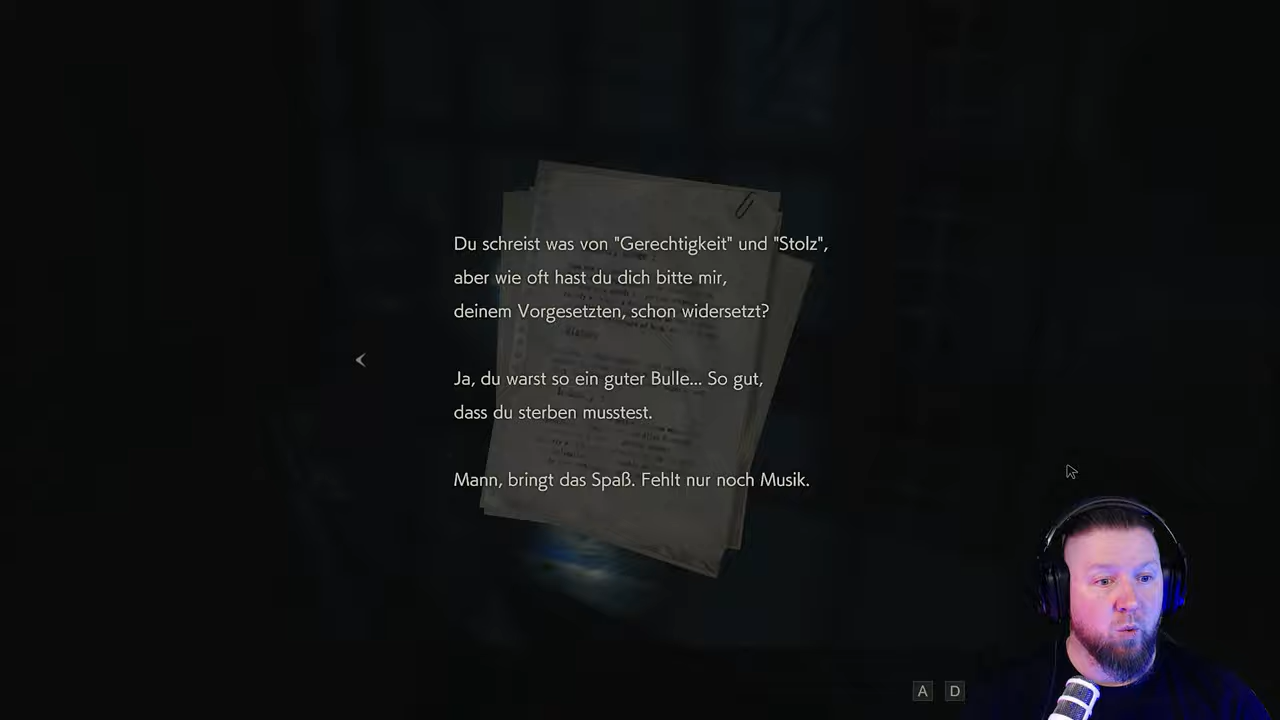 Du schreist was von "Gerechtigkeit" und "Stolz",
aber wie oft hast du dich bitte mir,
deinem Vorgesetzten, schon widersetzt?
Ja, du warst so ein guter Bulle... So gut,
dass du sterben musstest.
Mann, bringt das Spaß. Fehlt nur noch Musik.
A D